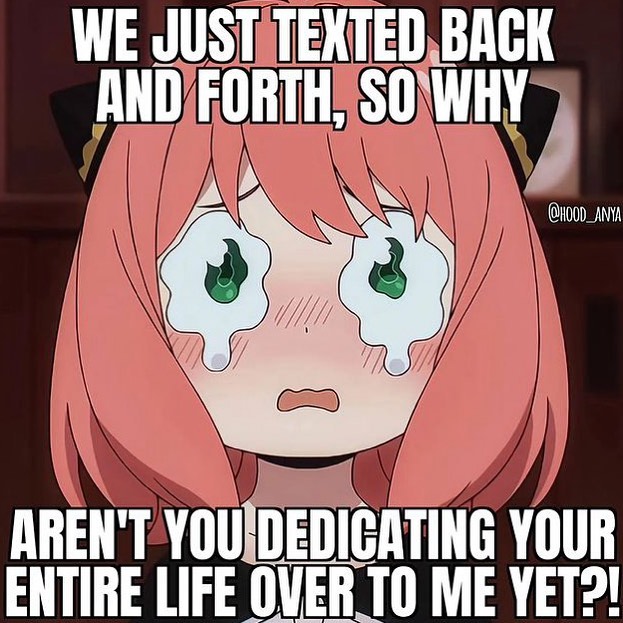 WE JUST TEXTED BACK
AND FORTH, SO WHY
@HOOD_ANYA
AREN'T YOU DEDICATING YOUR
ENTIRE LIFE OVER TO ME YET?!